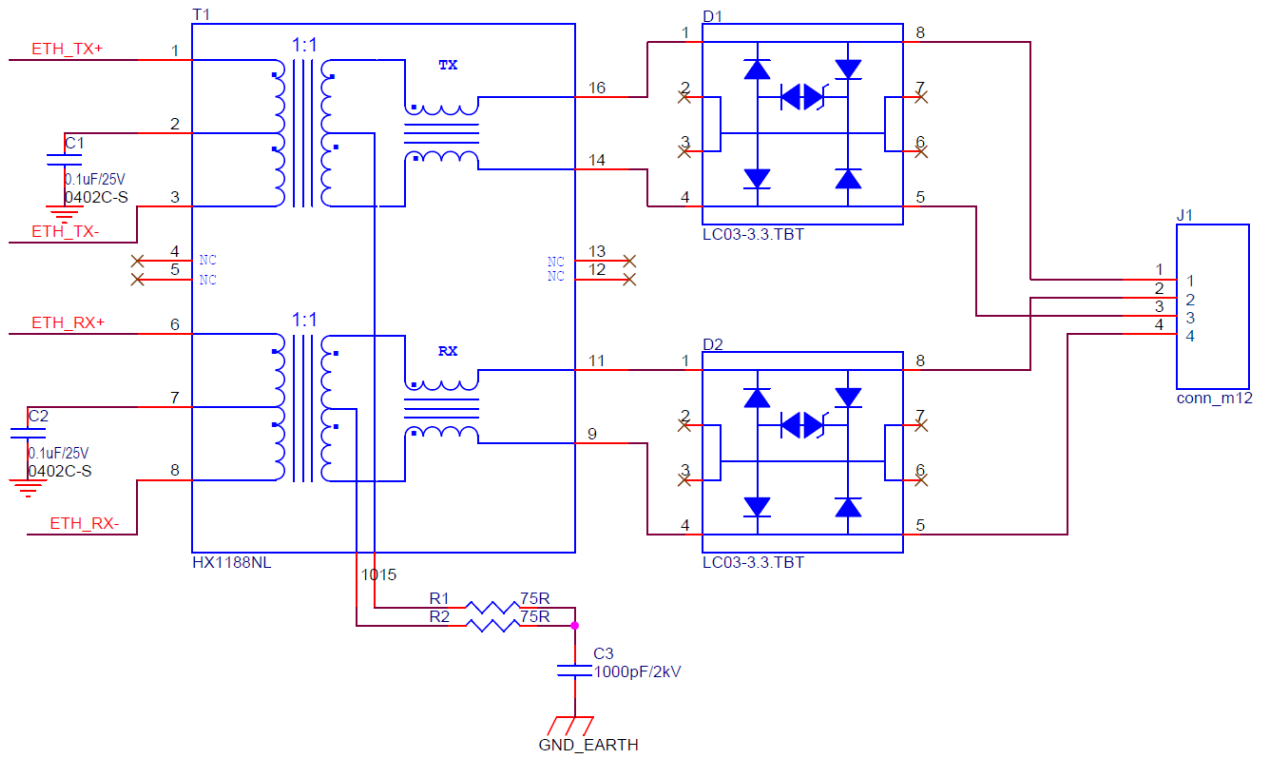 T1
D1
ETH_TX+
1
1:1
TX
16
1
8
2
7
2
C1
0.1uF/25V
0402C-S
3
6
14
3
ETH_TX-
4
5
LC03-3.3.TBT
J1
4
NC
NC
13
5
NC
NC
12
1
1
2
2
3
3
4
4
conn_m12
ETH_RX+
6
1:1
RX
11
D2
1
8
7
C2
0.1uF/25V
0402C-S
2
7
9
8
3
6
ETH_RX-
4
5
HX1188NL
LC03-3.3.TBT
1015
R1
75R
R2
75R
C3
1000pF/2kV
GND_EARTH